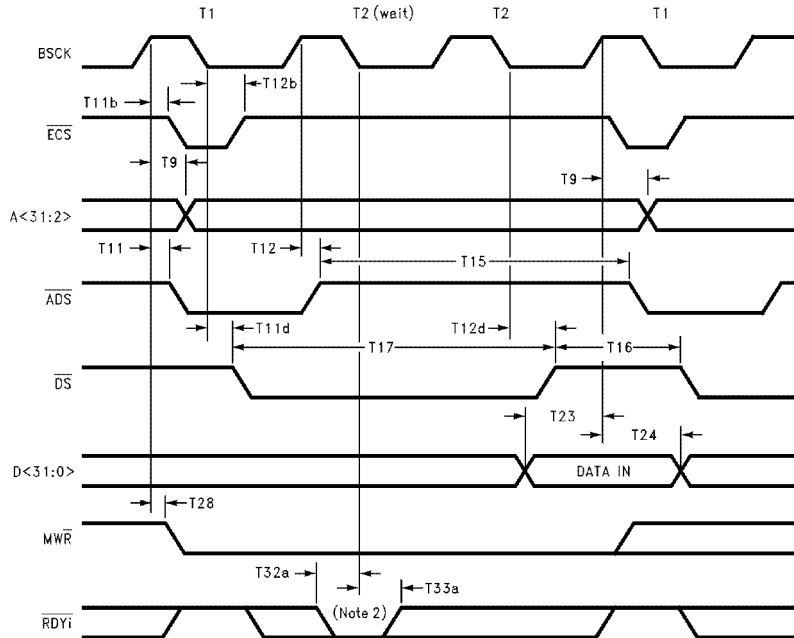 T1 T2 (wait) T2 T1
BSCK
T12b
T11b
ECS
T9 T9
A<31:2>
T11 T12 T15
ADS
T11d T12d
T17 T16
DS
T23 T24
D<31:0> DATA IN
T28
MWR
T32a T33a
(Note 2)
RDYi